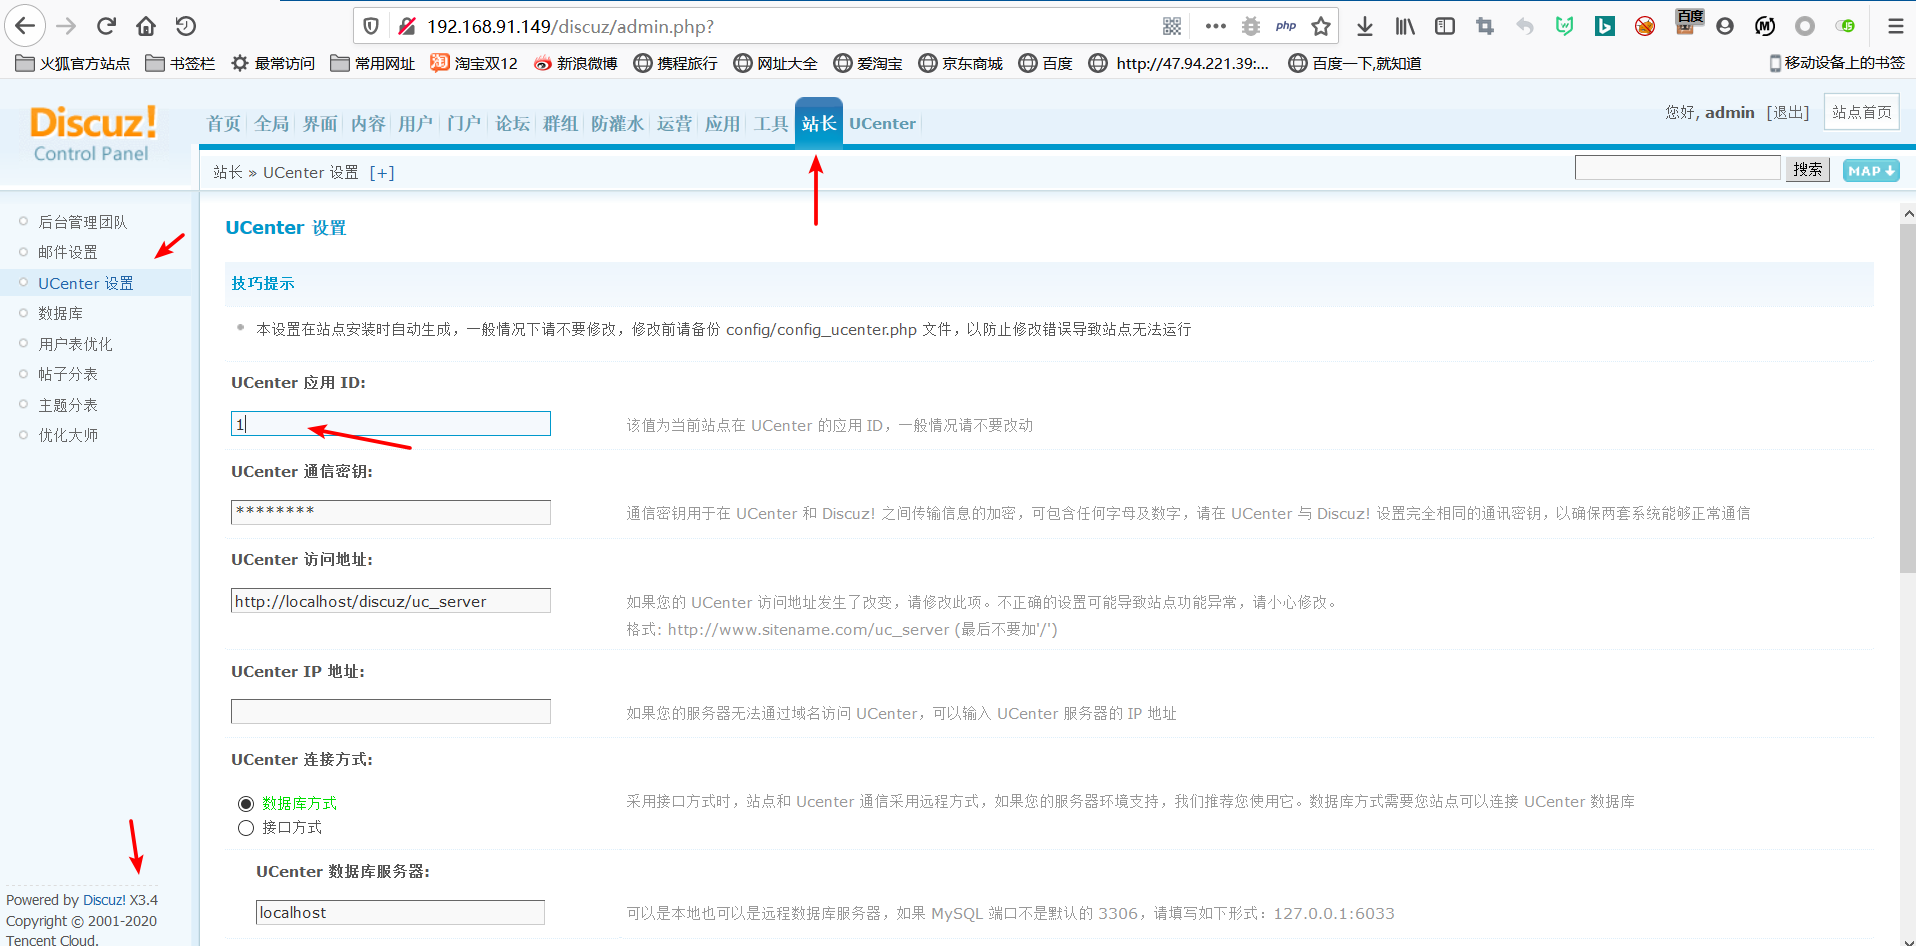 192.168.91.149/discuz/admin.php?
php
百度
火狐官方站点 书签栏 最常访问 常用网址 淘宝双12 新浪微博 携程旅行 网址大全 爱淘宝 京东商城 百度 http://47.94.221.39:... 百度一下,就知道 移动设备上的书签
Discuz!
Control Panel
首页 全局 界面 内容 用户 门户 论坛 群组 防灌水 运营 应用 工具 站长 UCenter
您好, admin [退出] 站点首页
站长 » UCenter 设置 [+]
搜索 MAP
后台管理团队
邮件设置
UCenter 设置
数据库
用户表优化
帖子分表
主题分表
优化大师
UCenter 设置
技巧提示
本设置在站点安装时自动生成，一般情况下请不要修改，修改前请备份 config/config_ucenter.php 文件，以防止修改错误导致站点无法运行
UCenter 应用 ID:
1
该值为当前站点在 UCenter 的应用 ID，一般情况请不要改动
UCenter 通信密钥:
********
通信密钥用于在 UCenter 和 Discuz! 之间传输信息的加密，可包含任何字母及数字，请在 UCenter 与 Discuz! 设置完全相同的通讯密钥，以确保两套系统能够正常通信
UCenter 访问地址:
http://localhost/discuz/uc_server
如果您的 UCenter 访问地址发生了改变，请修改此项。不正确的设置可能导致站点功能异常，请小心修改。
格式: http://www.sitename.com/uc_server (最后不要加'/')
UCenter IP 地址:
如果您的服务器无法通过域名访问 UCenter，可以输入 UCenter 服务器的 IP 地址
UCenter 连接方式:
数据库方式
接口方式
采用接口方式时，站点和 Ucenter 通信采用远程方式，如果您的服务器环境支持，我们推荐您使用它。数据库方式需要您站点可以连接 UCenter 数据库
UCenter 数据库服务器:
localhost
可以是本地也可以是远程数据库服务器，如果 MySQL 端口不是默认的 3306，请填写如下形式：127.0.0.1:6033
Powered by Discuz! X3.4
Copyright © 2001-2020
Tencent Cloud.